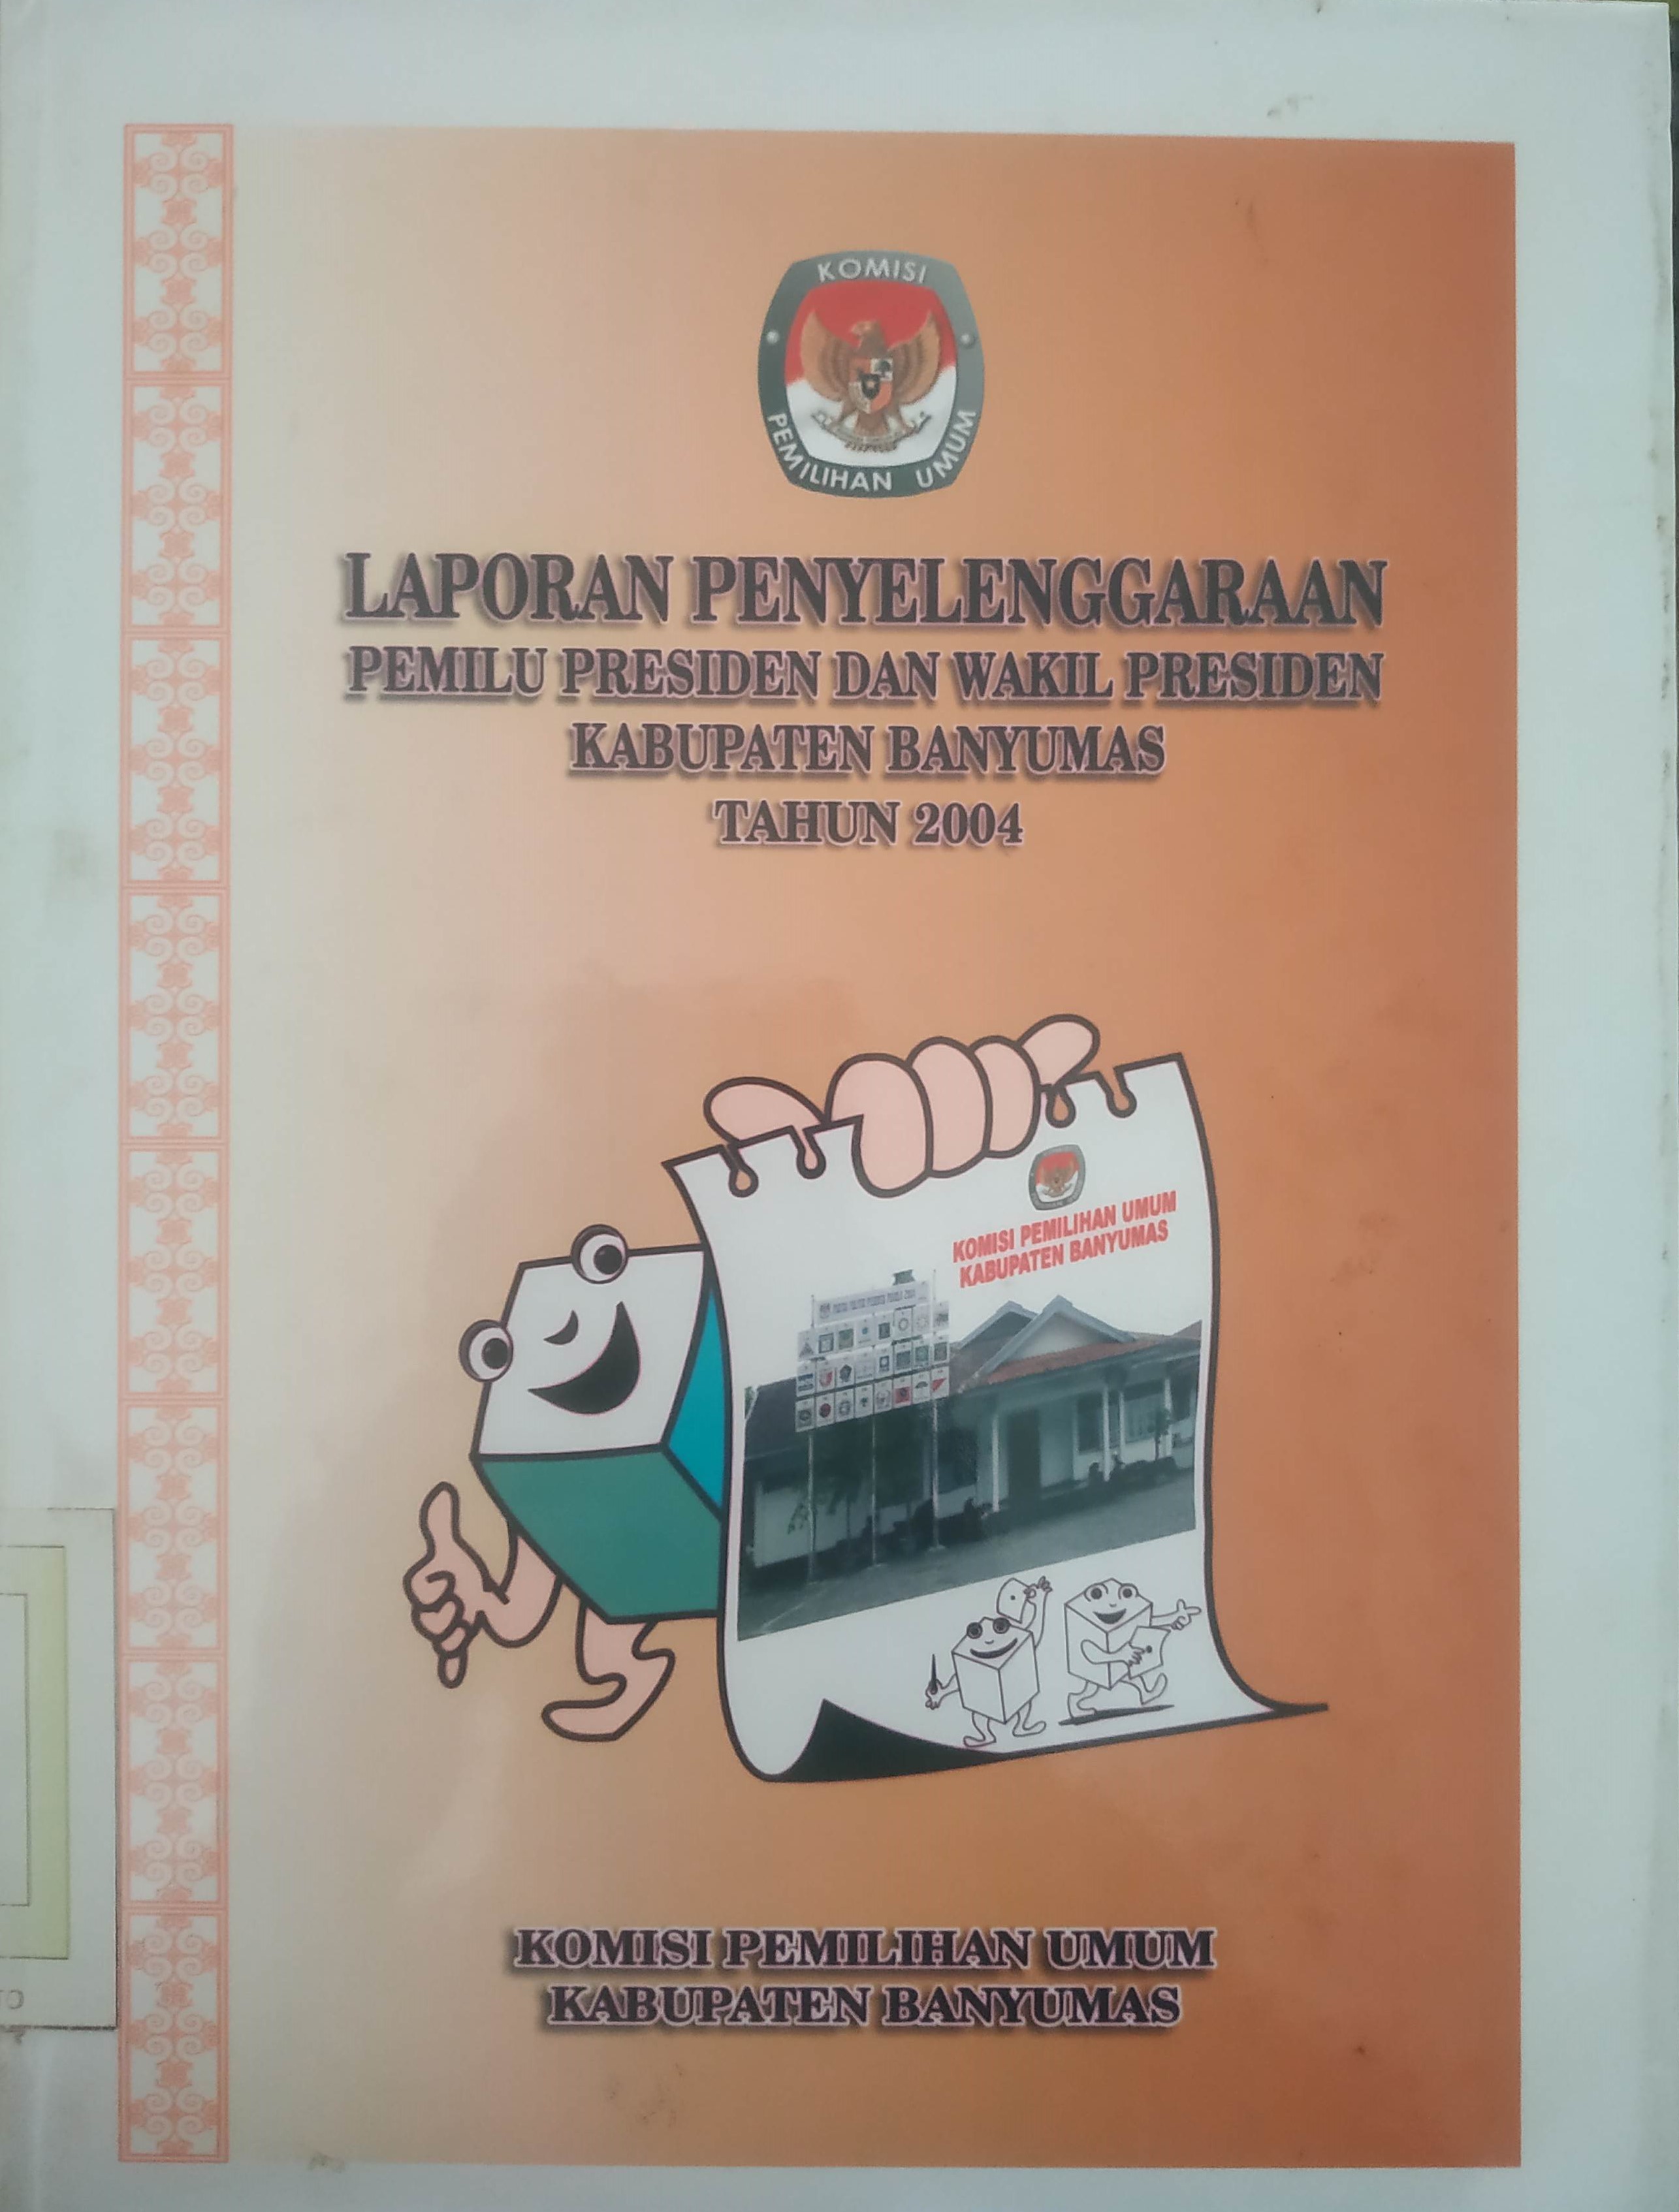 KOMISI
PEMILIHAN UMUM
LAPORAN PENYELENGGARAAN
PEMILU PRESIDEN DAN WAKIL PRESIDEN
KABUPATEN BANYUMAS
TAHUN 2004
KOMISI PEMILIHAN UMUM
KABUPATEN BANYUMAS
KOMISI PEMILIHAN UMUM
KABUPATEN BANYUMAS